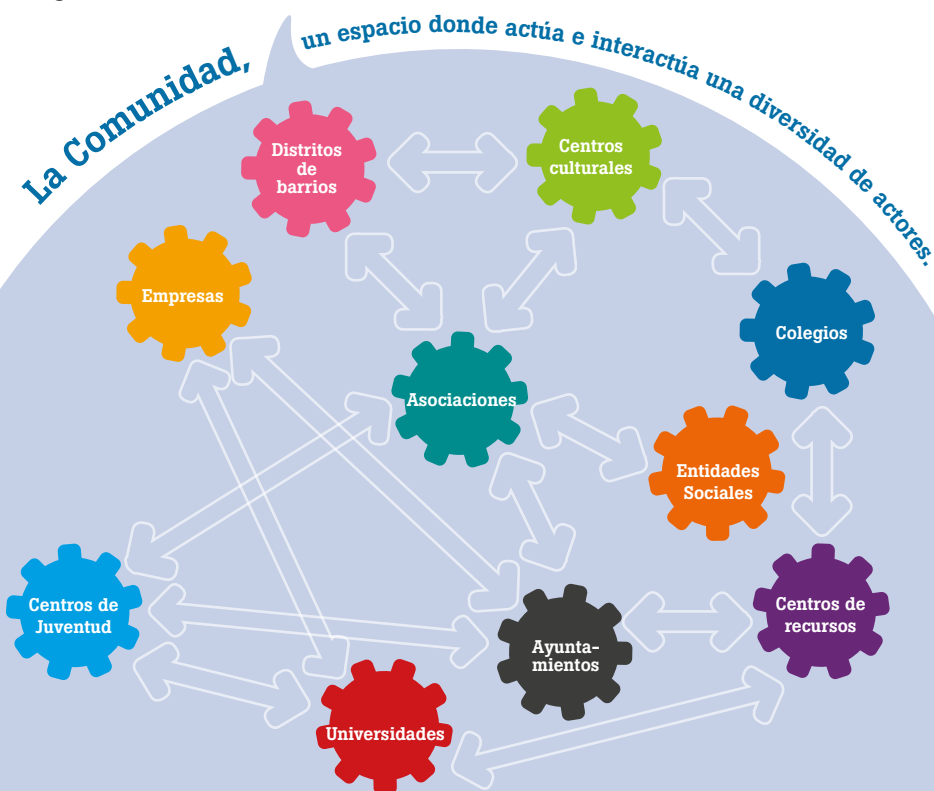 La Comunidad,
un espacio donde actúa e interactúa una diversidad de actores.
Distritos
de
barrios
Centros
culturales
Empresas
Colegios
Asociaciones
Entidades
Sociales
Centros de
Juventud
Ayunta-
mientos
Centros de
recursos
Universidades